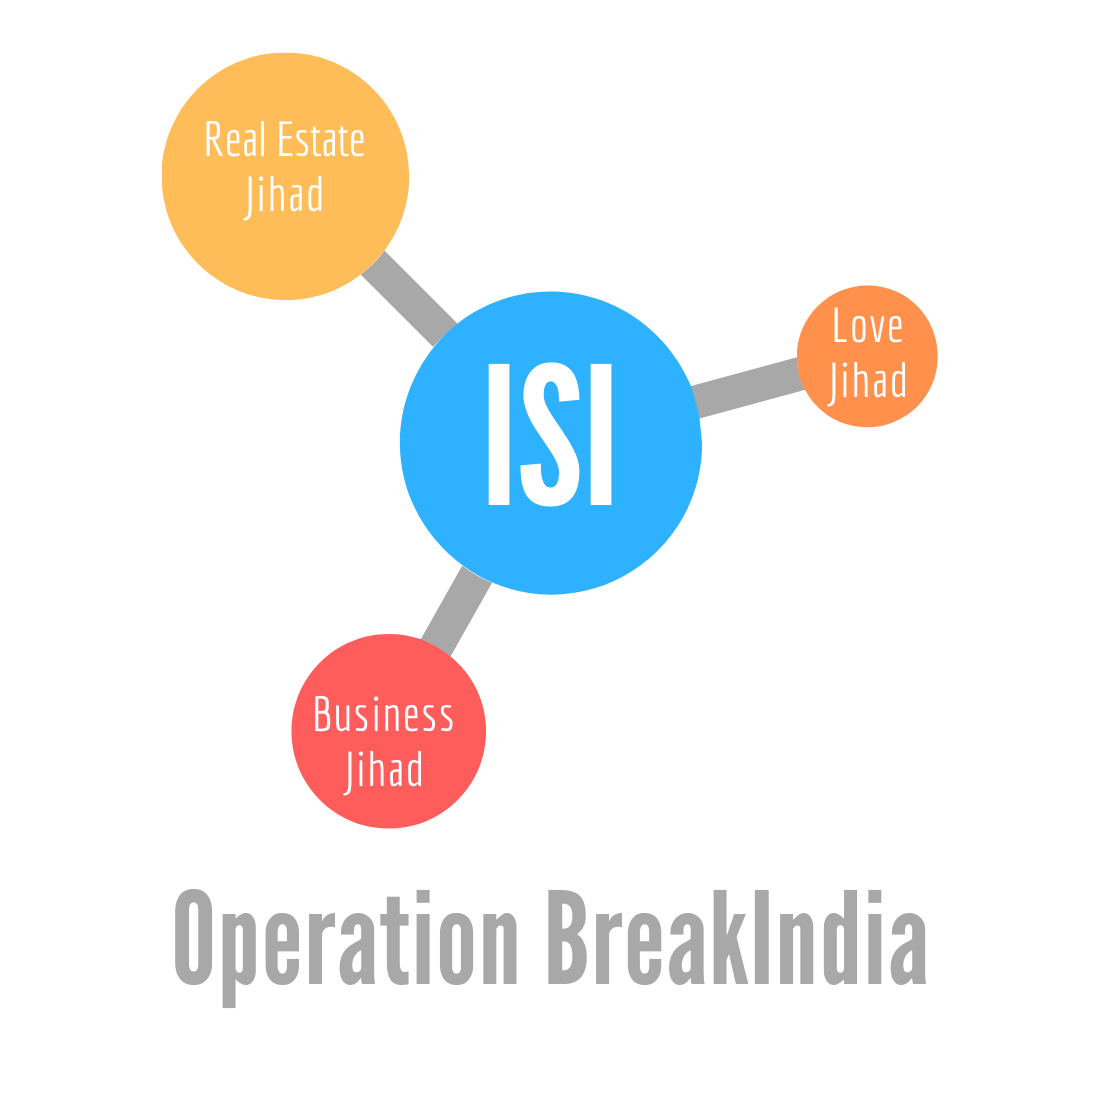 Real Estate
Jihad
Love
Jihad
ISI
Business
Jihad
Operation BreakIndia